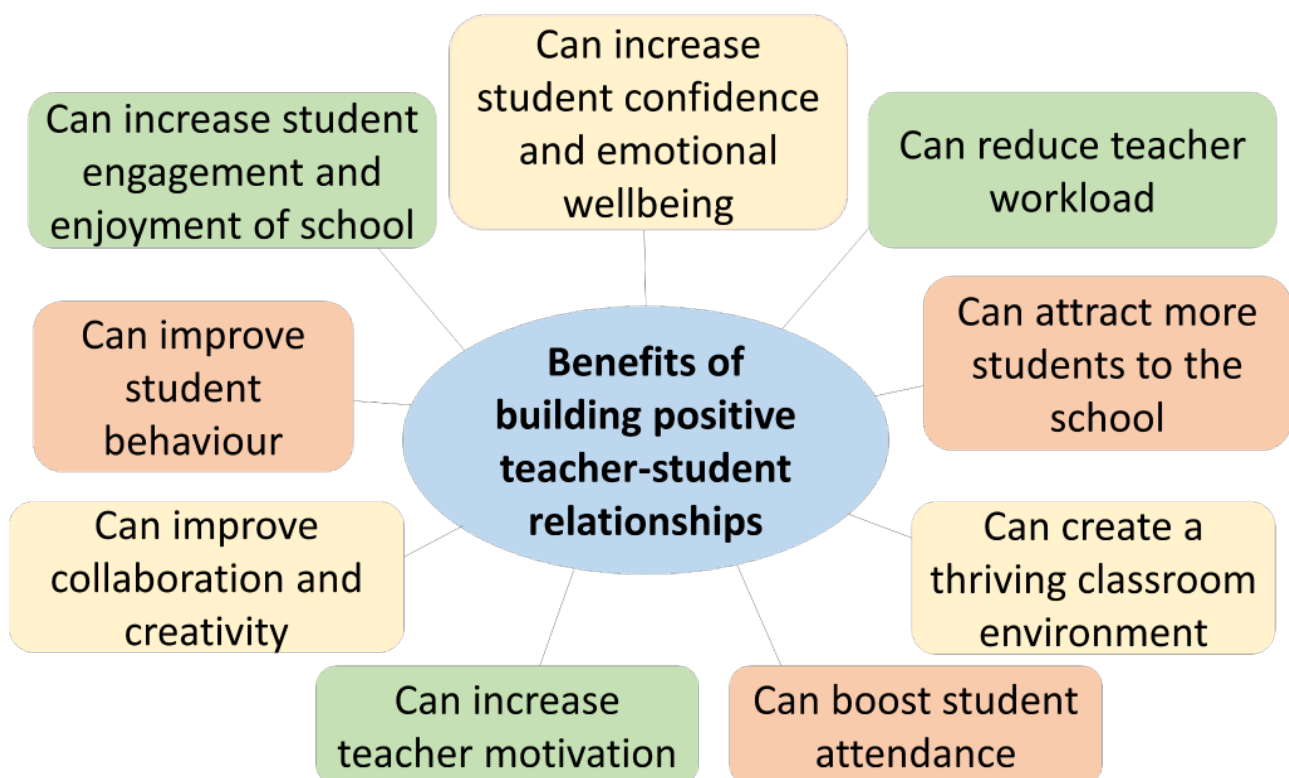 Can increase
student confidence
and emotional
wellbeing
Can increase student
engagement and
enjoyment of school
Can reduce teacher
workload
Can improve
student
behaviour
Benefits of
building positive
teacher-student
relationships
Can attract more
students to the
school
Can improve
collaboration and
creativity
Can create a
thriving classroom
environment
Can increase
teacher motivation
Can boost student
attendance